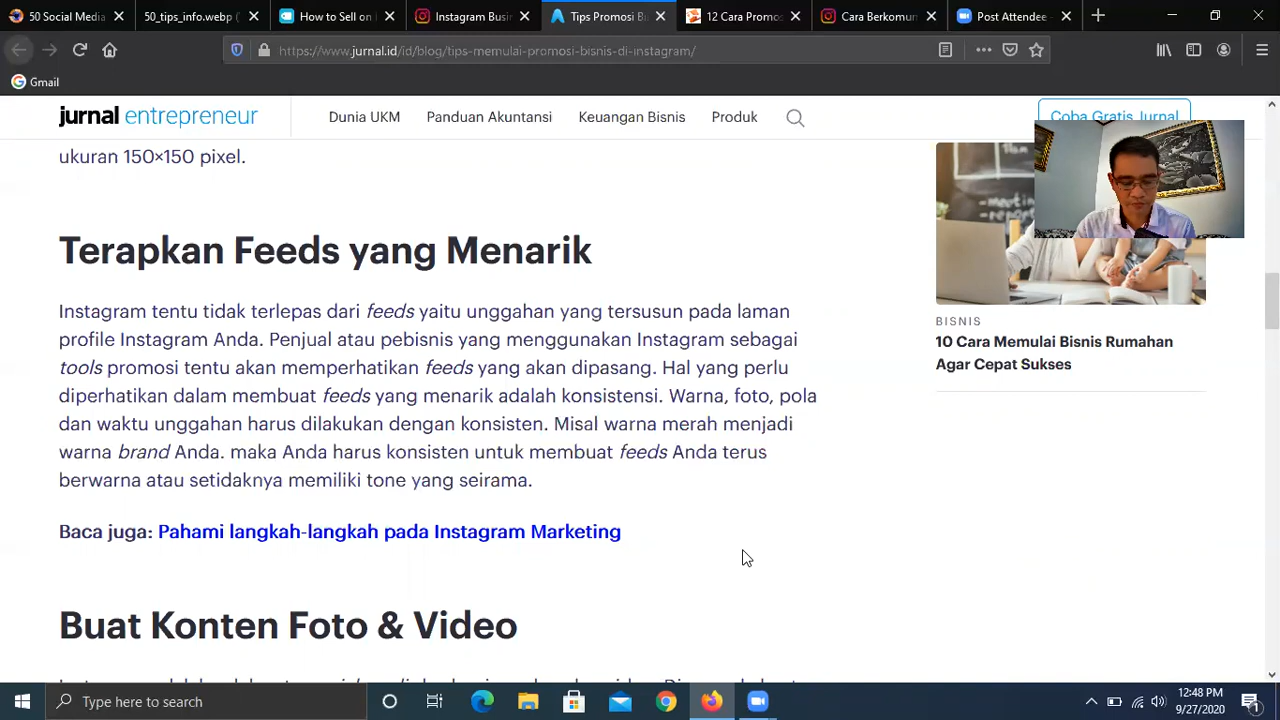 50 Social Media
50_tips_info.webp (
How to Sell on
Instagram Busin
Tips Promosi Bi
12 Cara Promos
Cara Berkomun
Post Attendee -
https://www.jurnal.id/id/blog/tips-memulai-promosi-bisnis-di-instagram/
Gmail
jurnal entrepreneur
Dunia UKM
Panduan Akuntansi
Keuangan Bisnis
Produk
Coba Gratis Jurnal
ukuran 150×150 pixel.
Terapkan Feeds yang Menarik
Instagram tentu tidak terlepas dari feeds yaitu unggahan yang tersusun pada laman
profile Instagram Anda. Penjual atau pebisnis yang menggunakan Instagram sebagai
tools promosi tentu akan memperhatikan feeds yang akan dipasang. Hal yang perlu
diperhatikan dalam membuat feeds yang menarik adalah konsistensi. Warna, foto, pola
dan waktu unggahan harus dilakukan dengan konsisten. Misal warna merah menjadi
warna brand Anda. maka Anda harus konsisten untuk membuat feeds Anda terus
berwarna atau setidaknya memiliki tone yang seirama.
Baca juga: Pahami langkah-langkah pada Instagram Marketing
Buat Konten Foto & Video
BISNIS
10 Cara Memulai Bisnis Rumahan
Agar Cepat Sukses
Type here to search
12:48 PM
9/27/2020